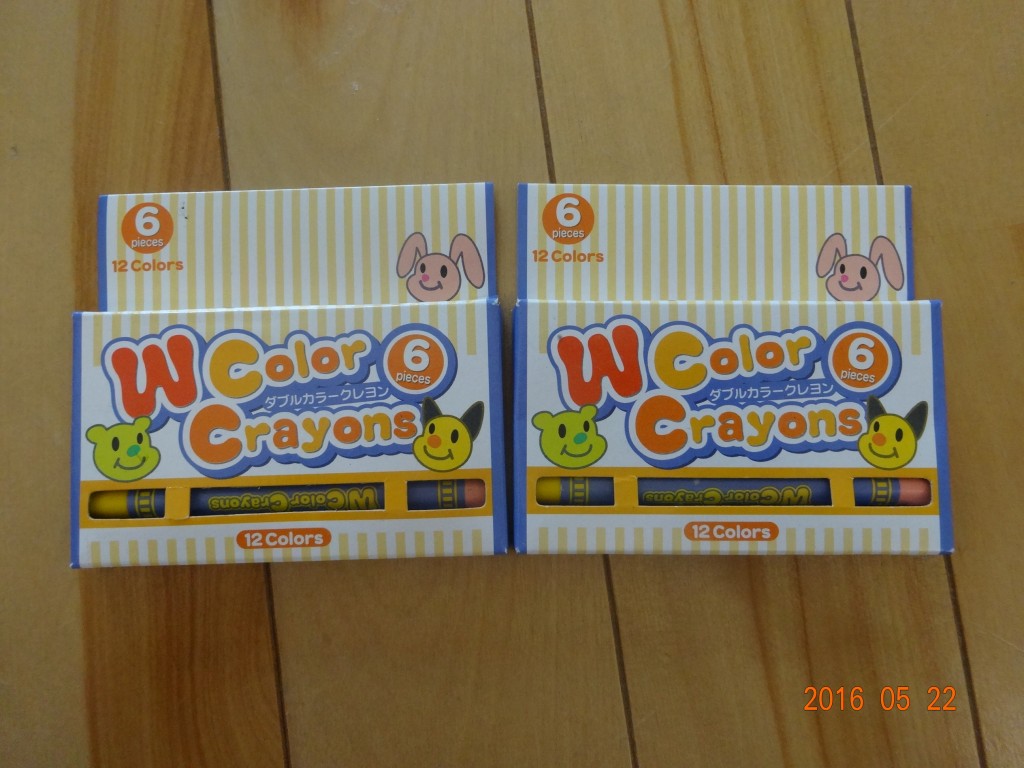 6
pieces
12 Colors
W Color
6
pieces
ダブルカラークレヨン
Crayons
W Color Crayons
12 Colors
6
pieces
12 Colors
W Color
6
pieces
ダブルカラークレヨン
Crayons
W Color Crayons
12 Colors
2016 05 22